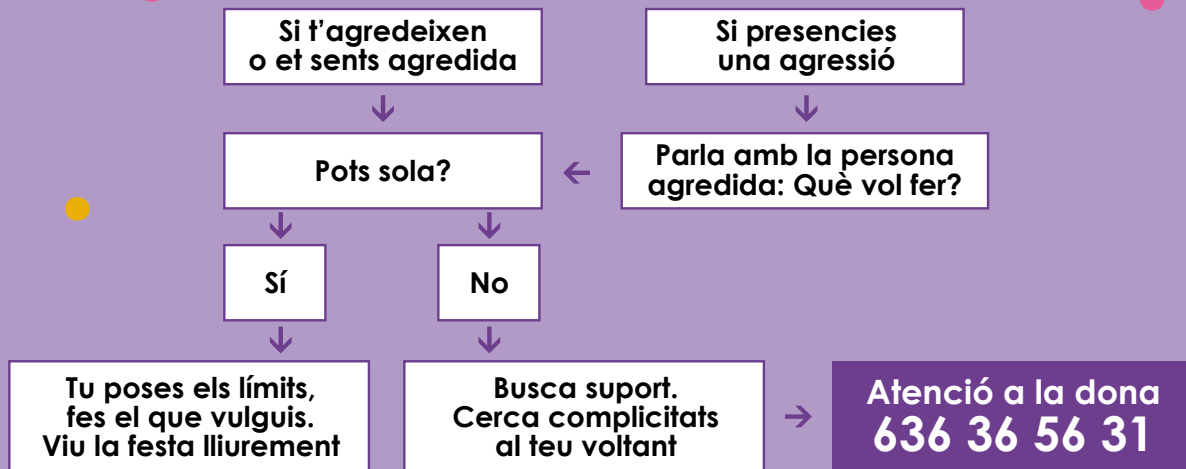 Si t’agredeixen
o et sents agredida
Si presencies
una agressió
Pots sola?
Parla amb la persona
agredida: Què vol fer?
Sí
No
Tu poses els límits,
fes el que vulguis.
Viu la festa lliurement
Busca suport.
Cerca complicitats
al teu voltant
Atenció a la dona
636 36 56 31